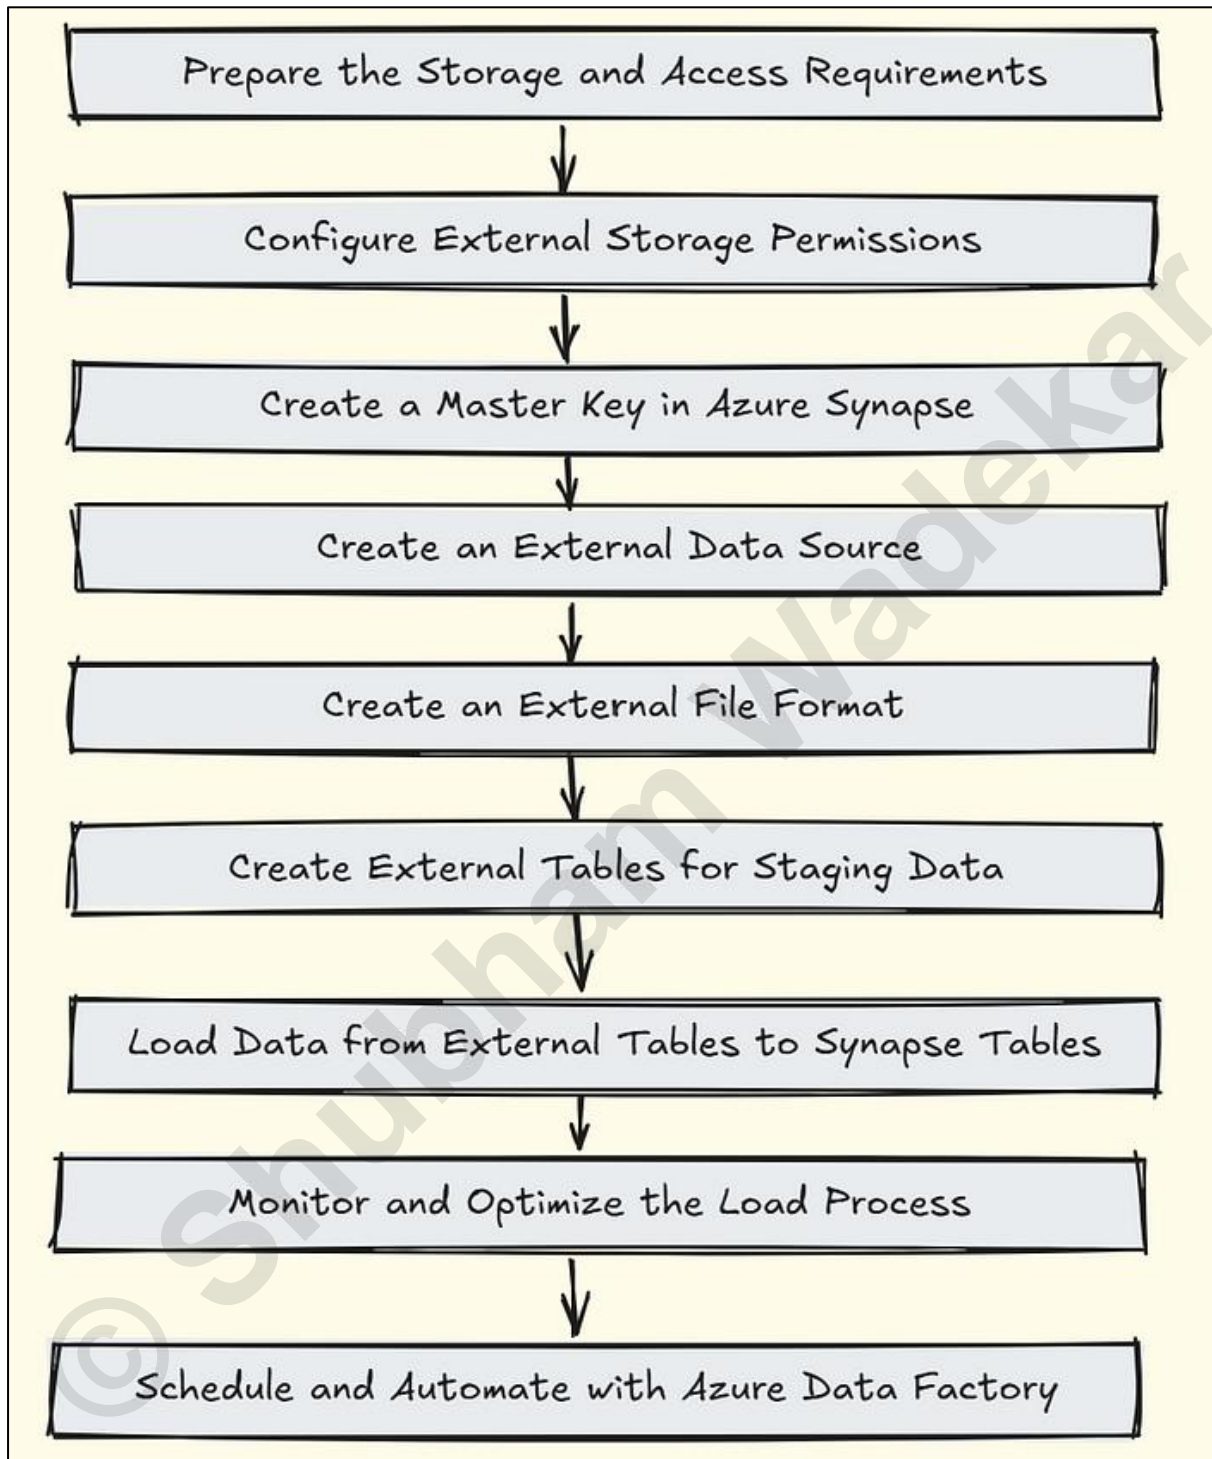 Prepare the Storage and Access Requirements
Configure External Storage Permissions
Create a Master Key in Azure Synapse
Create an External Data Source
Create an External File Format
Create External Tables for Staging Data
Load Data from External Tables to Synapse Tables
Monitor and Optimize the Load Process
Schedule and Automate with Azure Data Factory
© Shubham Wadekar